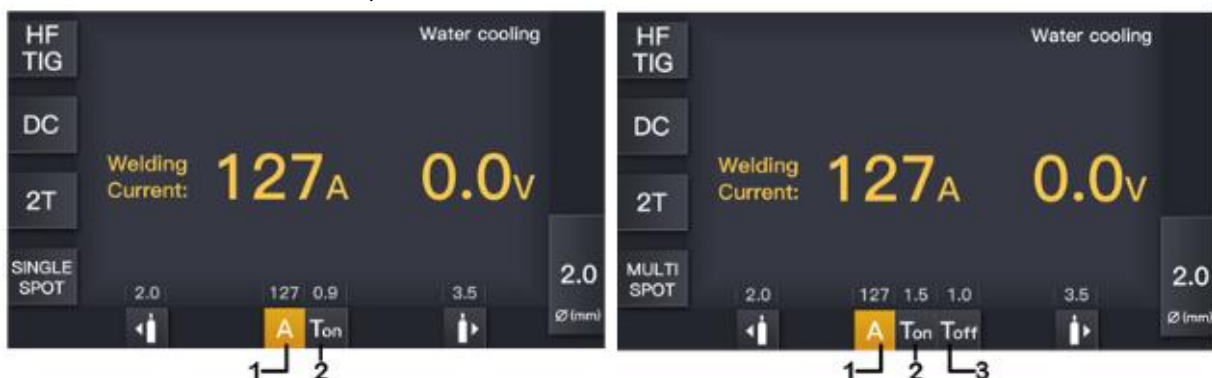 HF
TIG
Water cooling
DC
Welding
Current:
127A
0.0V
2T
SINGLE
SPOT
2.0
127
0.9
3.5
2.0
A
Ton
Ø (mm)
1
2
HF
TIG
Water cooling
DC
Welding
Current:
127A
0.0V
2T
MULTI
SPOT
2.0
127
1.5
1.0
3.5
2.0
A
Ton
Toff
Ø (mm)
1
2
3